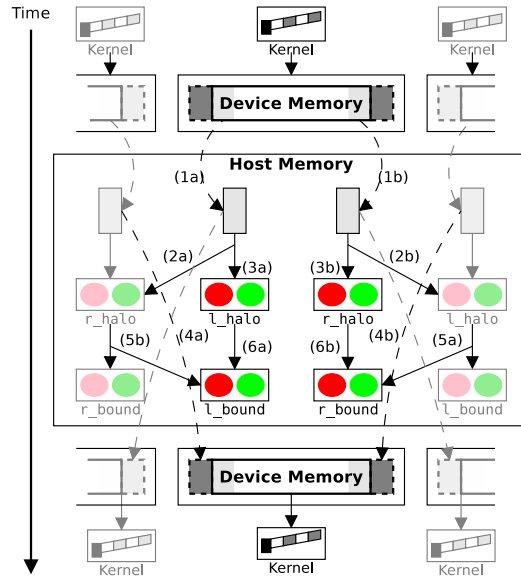 Time
Kernel Kernel Kernel
Device Memory
Host Memory
(1a) (1b)
(2a) (3a) (3b) (2b)
r_halo l_halo r_halo l_halo
(5b) (4a) (6a) (6b) (4b) (5a)
r_bound l_bound r_bound l_bound
Device Memory
Kernel Kernel Kernel